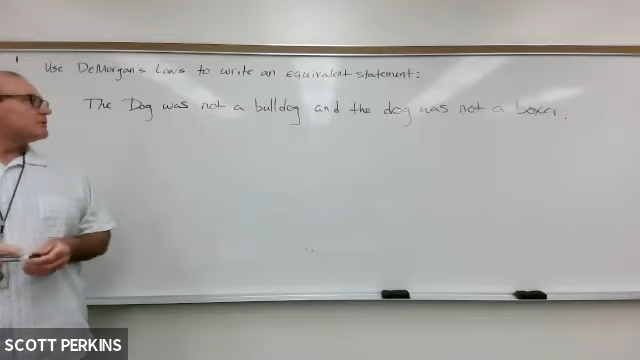 Use DeMorgan's Laws to write an equivalent statement:
The Dog was not a bulldog and the dog was not a boxer.
SCOTT PERKINS